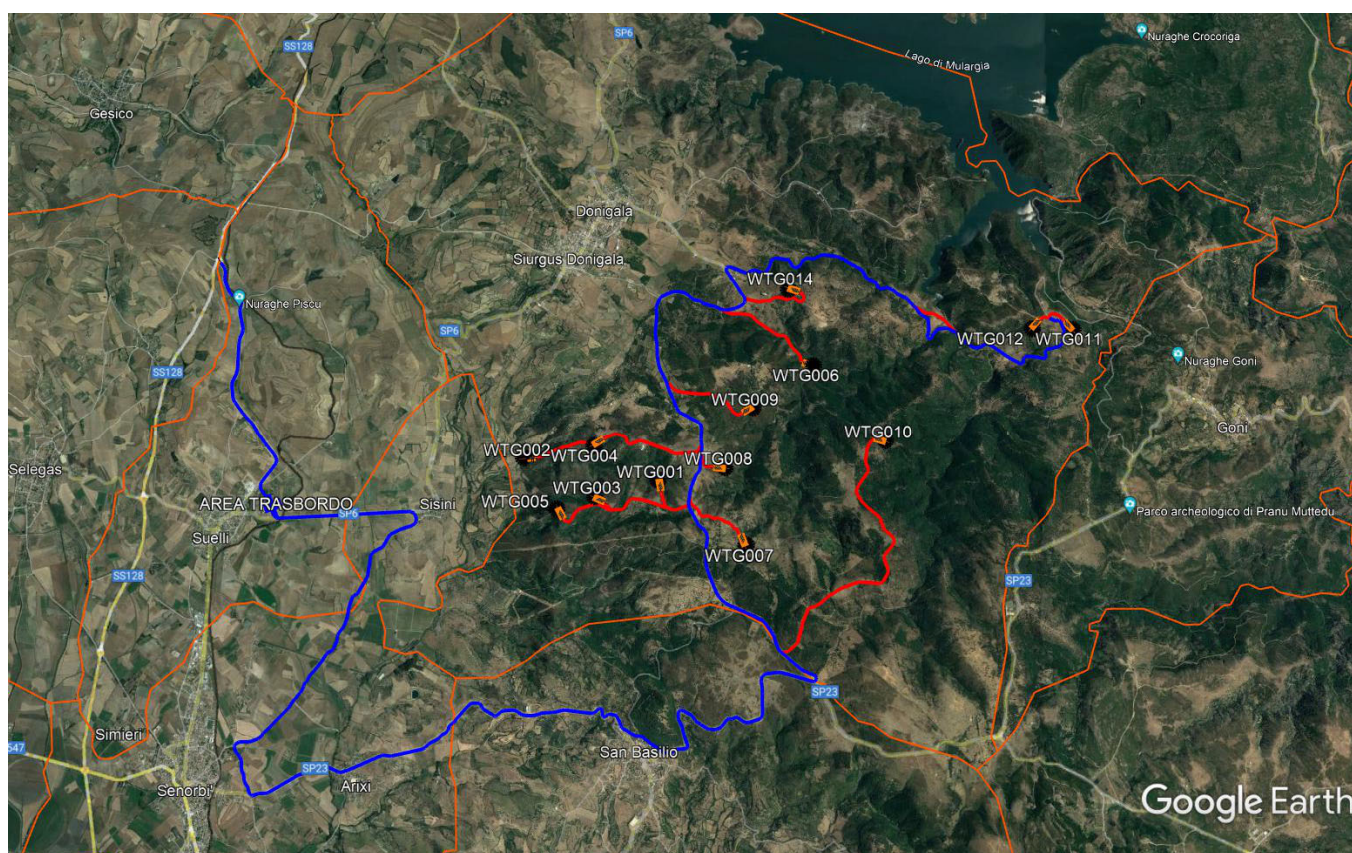 SP6
Nuraghe Crocoriga
SS128
Lago di Mulargia
Gesico
Donigala
Siurgus Donigala
WTG014
Nuraghe Piscu
SP6
WTG012
WTG011
Nuraghe Goni
SS128
WTG006
WTG009
Goni
WTG010
WTG002
WTG004
WTG008
Selegas
WTG001
AREA TRASBORDO
WTG005
WTG003
Sisini
Parco archeologico di Pranu Muttedu
SP6
Suelli
WTG007
SS128
SP23
SP23
Simieri
547
San Basilio
SP23
Senorbi'
Arixi
Google Earth